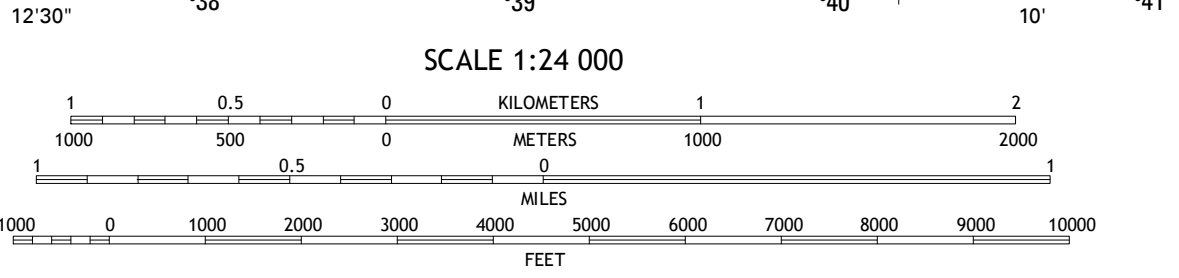 12'30" 38 39 40 10' 41
SCALE 1:24 000
1 0.5 0 KILOMETERS 1 2
1000 500 0 METERS 1000 2000
1 0.5 0 1
MILES
1000 0 1000 2000 3000 4000 5000 6000 7000 8000 9000 10000
FEET